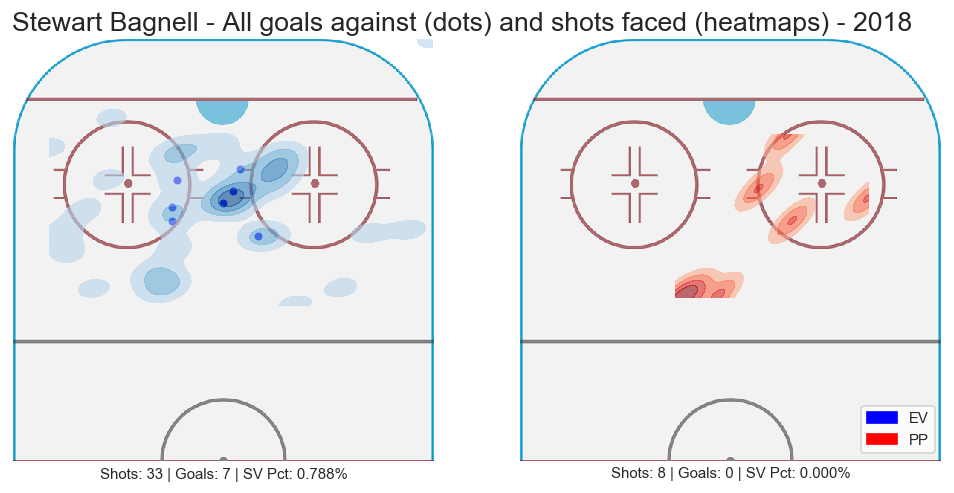 Stewart Bagnell - All goals against (dots) and shots faced (heatmaps) - 2018
EV
PP
Shots: 33 | Goals: 7 | SV Pct: 0.788%
Shots: 8 | Goals: 0 | SV Pct: 0.000%